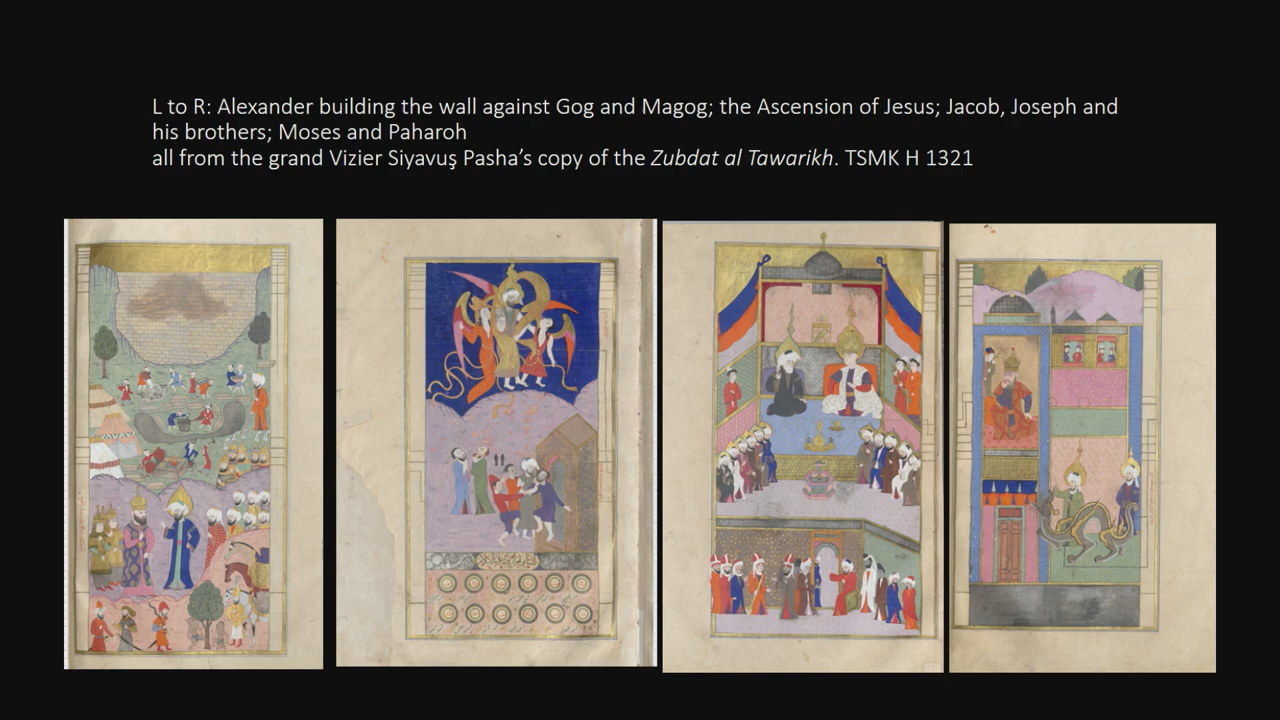 L to R: Alexander building the wall against Gog and Magog; the Ascension of Jesus; Jacob, Joseph and
his brothers; Moses and Paharoh
all from the grand Vizier Siyavuş Pasha’s copy of the Zubdat al Tawarikh. TSMK H 1321